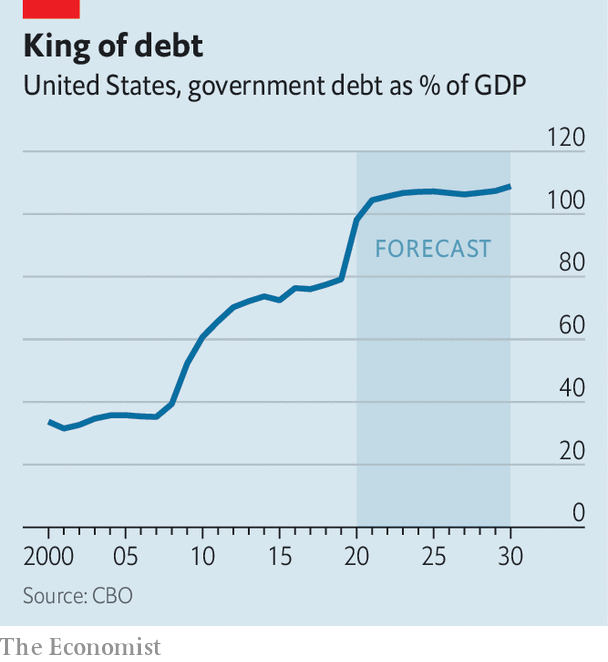 King of debt
United States, government debt as % of GDP
120
100
80
60
40
20
0
FORECAST
2000 05 10 15 20 25 30
Source: CBO
The Economist